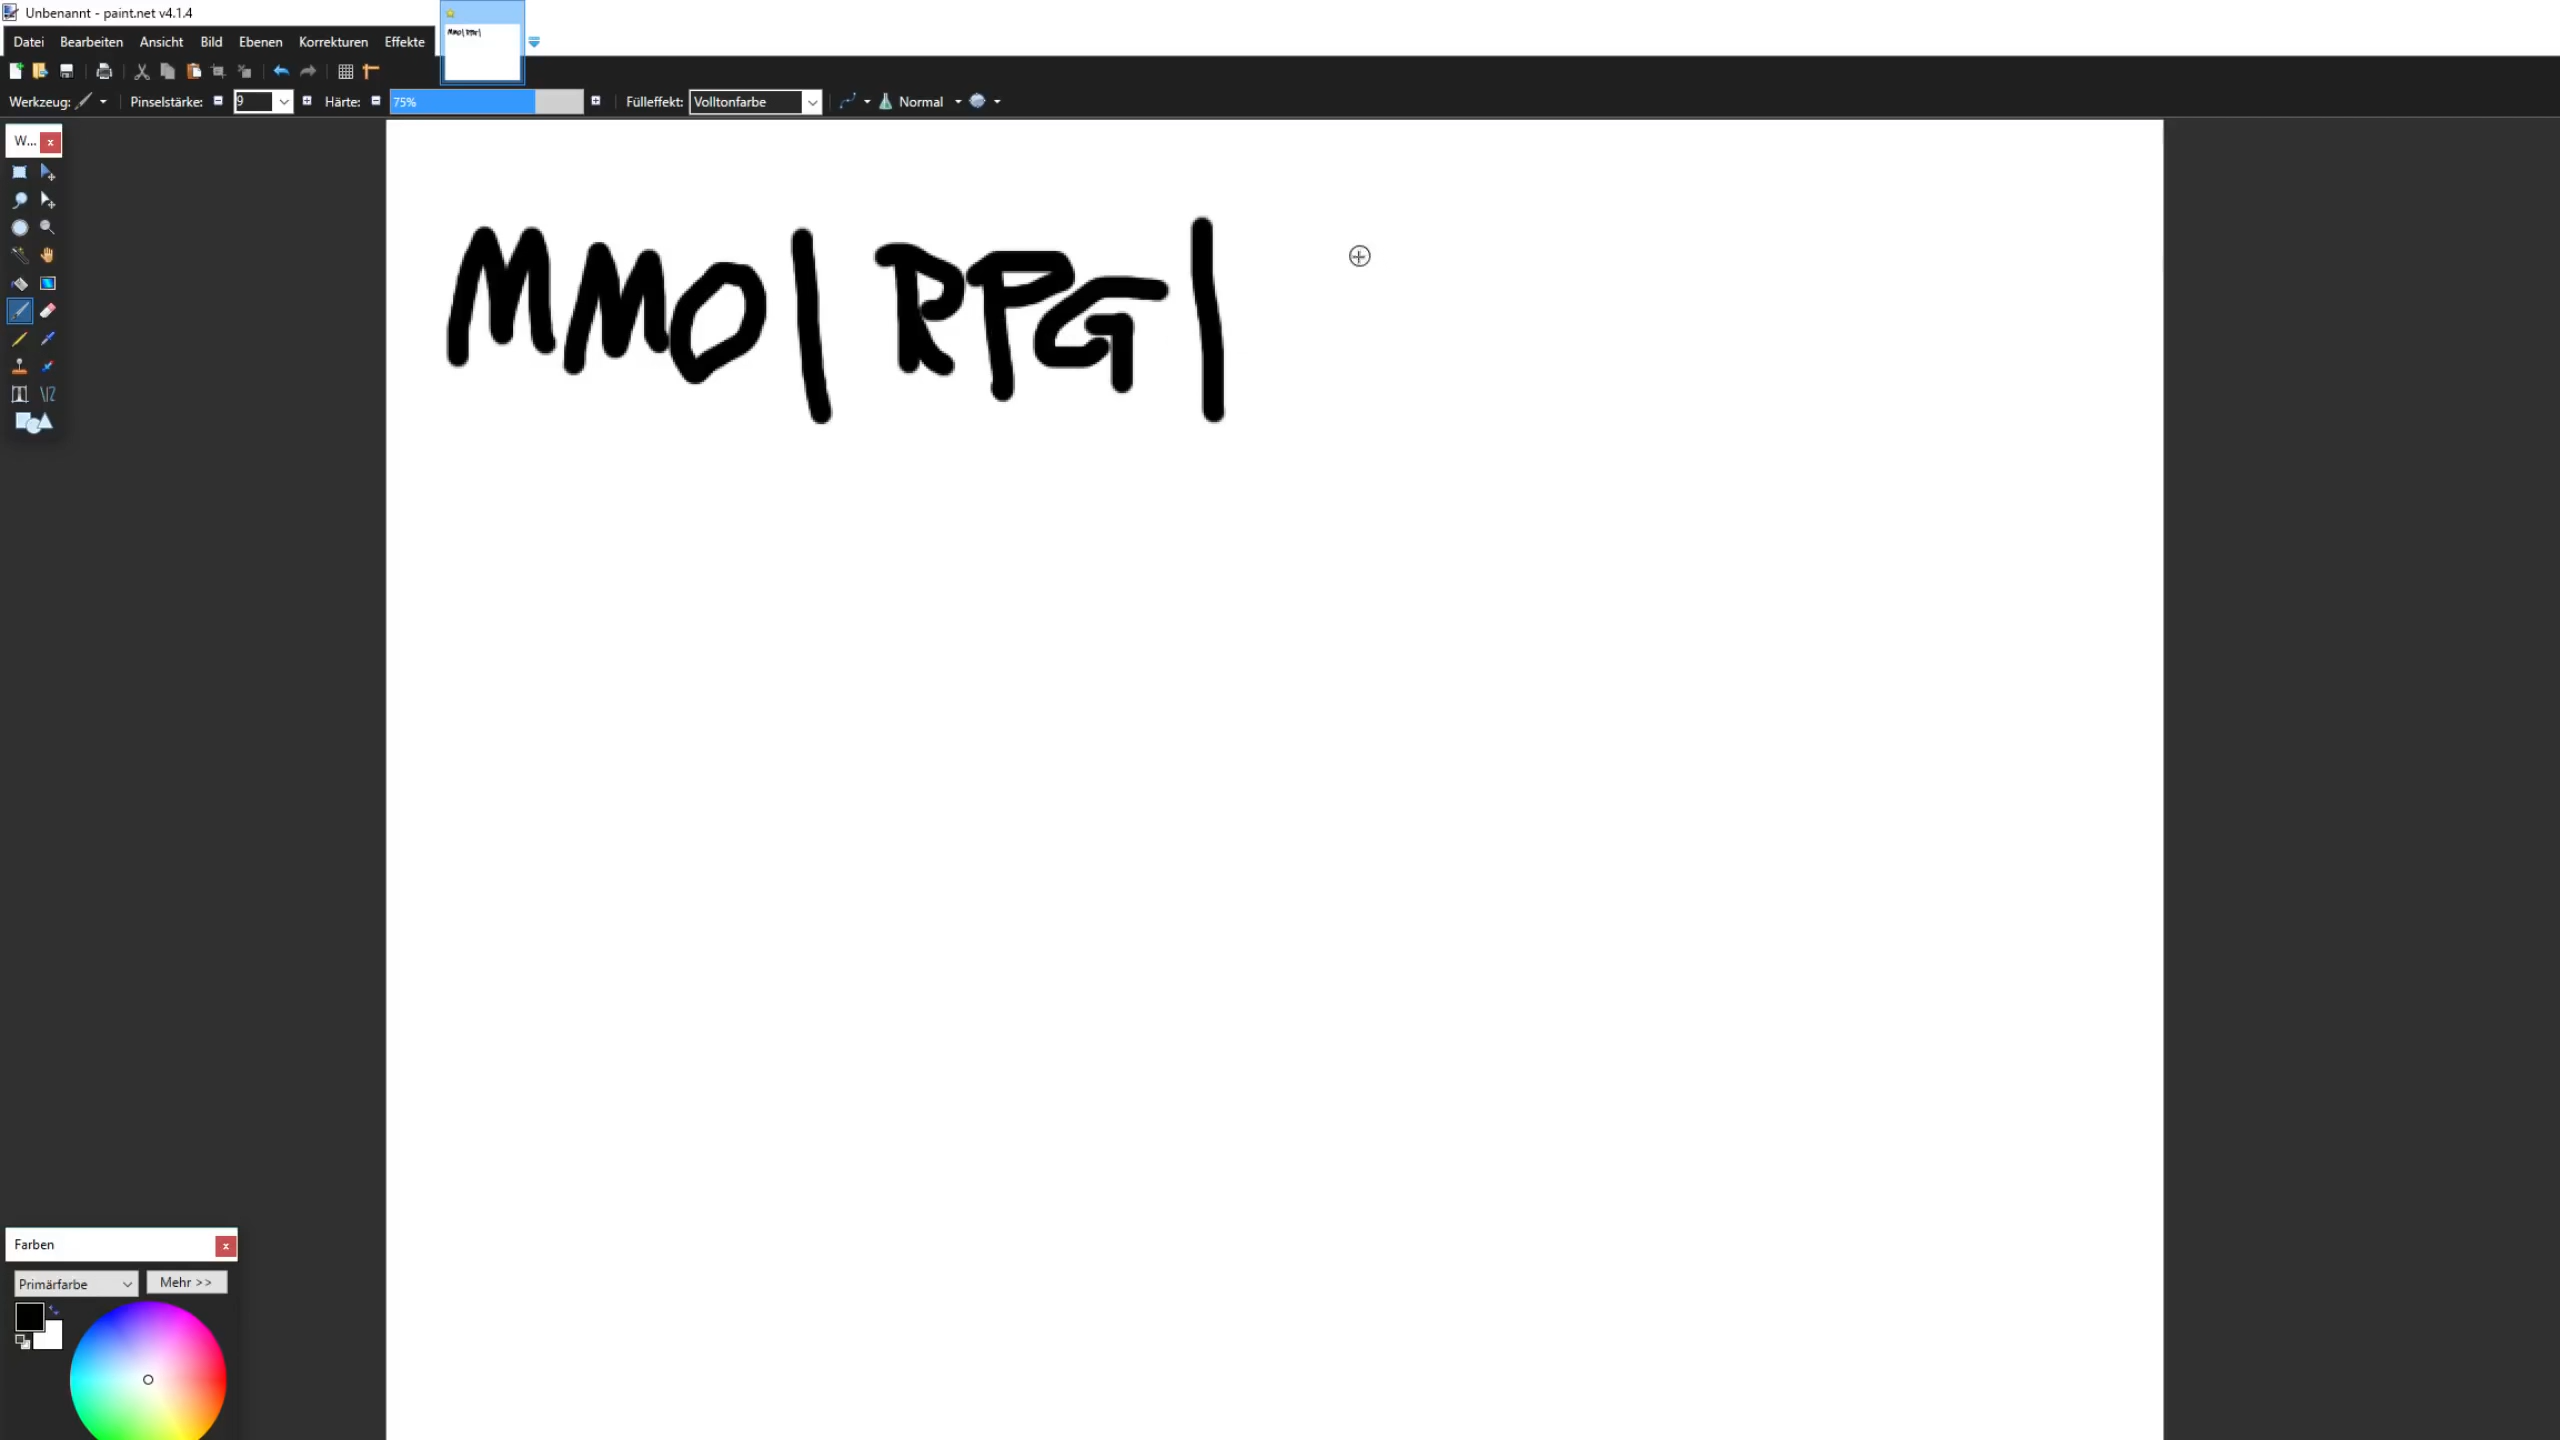 Unbenannt - paint.net v4.1.4
Datei Bearbeiten Ansicht Bild Ebenen Korrekturen Effekte
Werkzeug: Pinselstärke: 9 Härte: 75% Fülleffekt: Volltonfarbe Normal
W... x
MMO| RPG|
Farben x
Primärfarbe Mehr >>